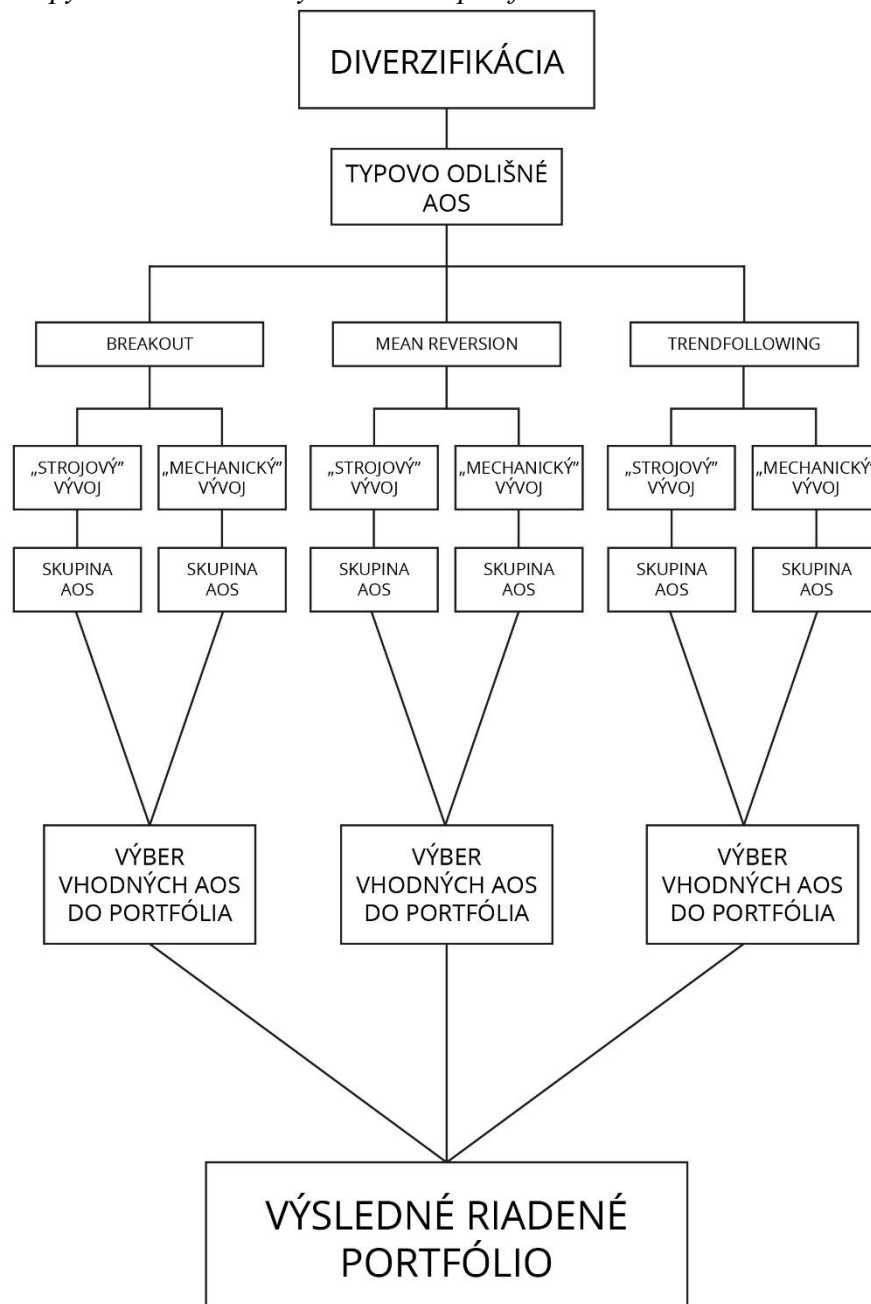 DIVERZIFIKÁCIA
TYPOVO ODLIŠNÉ
AOS
BREAKOUT
MEAN REVERSION
TRENDFOLLOWING
„STROJOVÝ”
VÝVOJ
„MECHANICKÝ”
VÝVOJ
„STROJOVÝ”
VÝVOJ
„MECHANICKÝ”
VÝVOJ
„STROJOVÝ”
VÝVOJ
„MECHANICKÝ”
VÝVOJ
SKUPINA
AOS
SKUPINA
AOS
SKUPINA
AOS
SKUPINA
AOS
SKUPINA
AOS
SKUPINA
AOS
VÝBER
VHODNÝCH AOS
DO PORTFÓLIA
VÝBER
VHODNÝCH AOS
DO PORTFÓLIA
VÝBER
VHODNÝCH AOS
DO PORTFÓLIA
VÝSLEDNÉ RIADENÉ
PORTFÓLIO